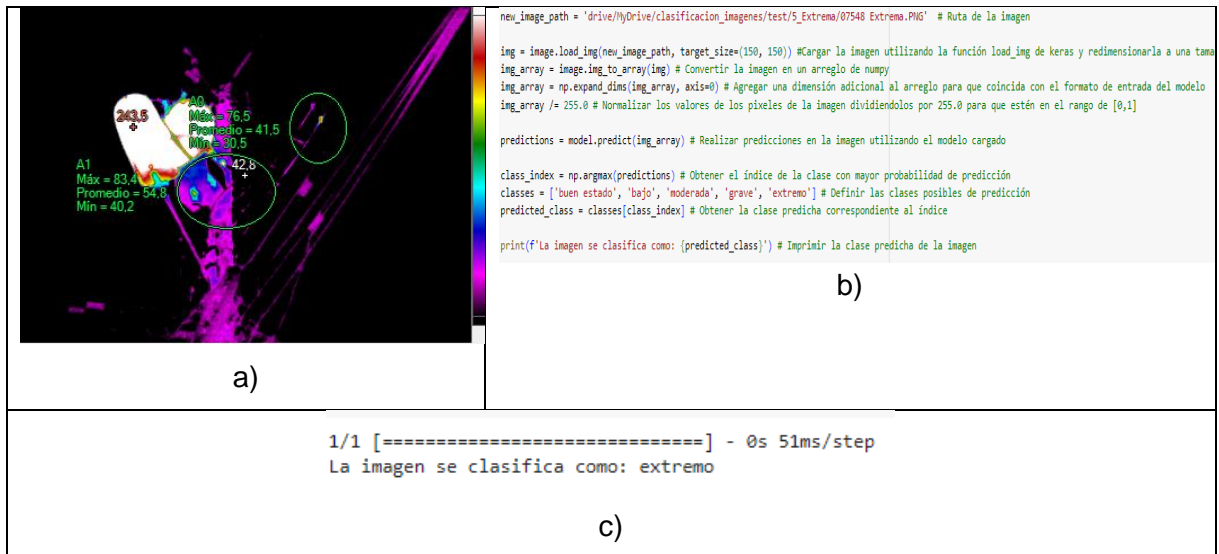 243,5
A0
Máx = 76,5
Promedio = 41,5
Mín = 30,5
42,8
A1
Máx = 83,4
Promedio = 54,8
Mín = 40,2
a)
new_image_path = 'drive/MyDrive/clasificacion_imagenes/test/5_Extrema/07548 Extrema.PNG' # Ruta de la imagen
img = image.load_img(new_image_path, target_size=(150, 150)) #Cargar la imagen utilizando la función load_img de keras y redimensionarla a una tama
img_array = image.img_to_array(img) # Convertir la imagen en un arreglo de numpy
img_array = np.expand_dims(img_array, axis=0) # Agregar una dimensión adicional al arreglo para que coincida con el formato de entrada del modelo
img_array /= 255.0 # Normalizar los valores de los pixeles de la imagen dividiendolos por 255.0 para que estén en el rango de [0,1]
predictions = model.predict(img_array) # Realizar predicciones en la imagen utilizando el modelo cargado
class_index = np.argmax(predictions) # Obtener el índice de la clase con mayor probabilidad de predicción
classes = ['buen estado', 'bajo', 'moderada', 'grave', 'extremo'] # Definir las clases posibles de predicción
predicted_class = classes[class_index] # Obtener la clase predicha correspondiente al índice
print(f'La imagen se clasifica como: {predicted_class}') # Imprimir la clase predicha de la imagen
b)
1/1 [==============================] - 0s 51ms/step
La imagen se clasifica como: extremo
c)